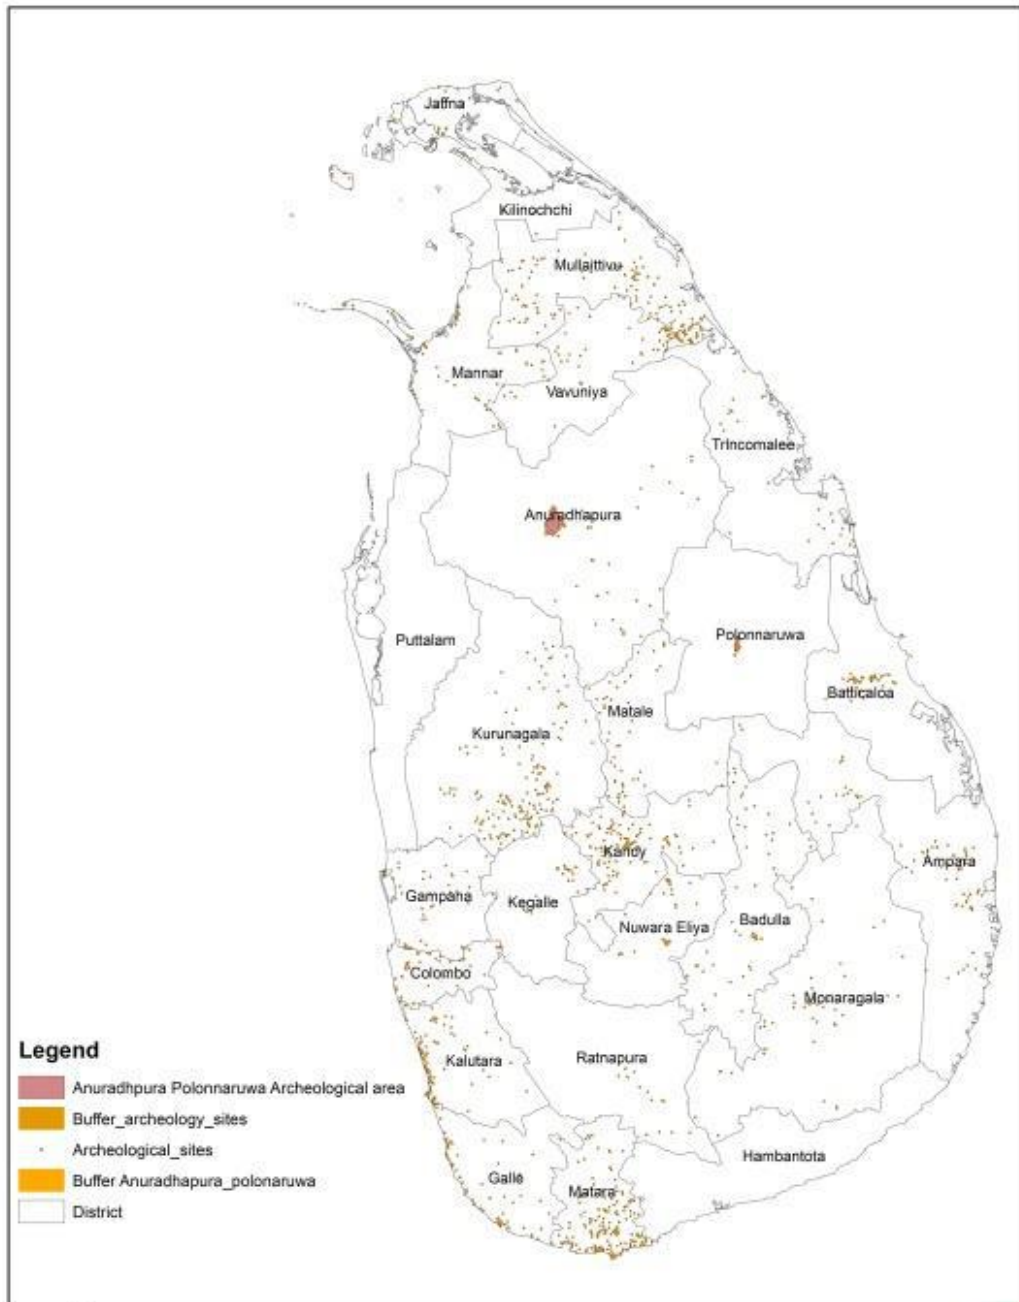 Jaffna
Kilinochchi
Mullaittivu
Mannar
Vavuniya
TrIncomalee
Anuradhapura
Puttalam
Polonnaruwa
Batticaloa
Matale
Kurunagala
Kandy
Ampara
Gampaha
Kegalle
Nuwara Eliya
Badulla
Colombo
Monaragala
Legend
Kalutara
Ratnapura
Anuradhpura Polonnaruwa Archeological area
Buffer_archeology_sites
Archeological_sites
Hambantota
Galle
Matara
Buffer Anuradhapura_polonaruwa
District